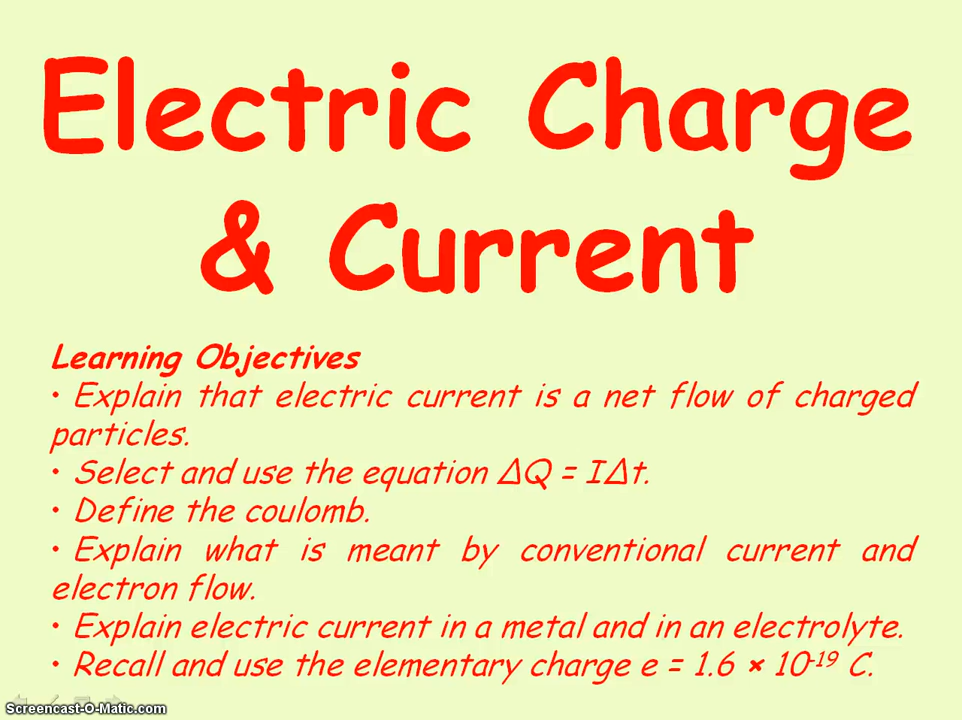 Electric Charge
& Current
Learning Objectives
• Explain that electric current is a net flow of charged
particles.
• Select and use the equation ΔQ = IΔt.
• Define the coulomb.
• Explain what is meant by conventional current and
electron flow.
• Explain electric current in a metal and in an electrolyte.
• Recall and use the elementary charge e = 1.6 × 10⁻¹⁹ C.
Screencast-O-Matic.com